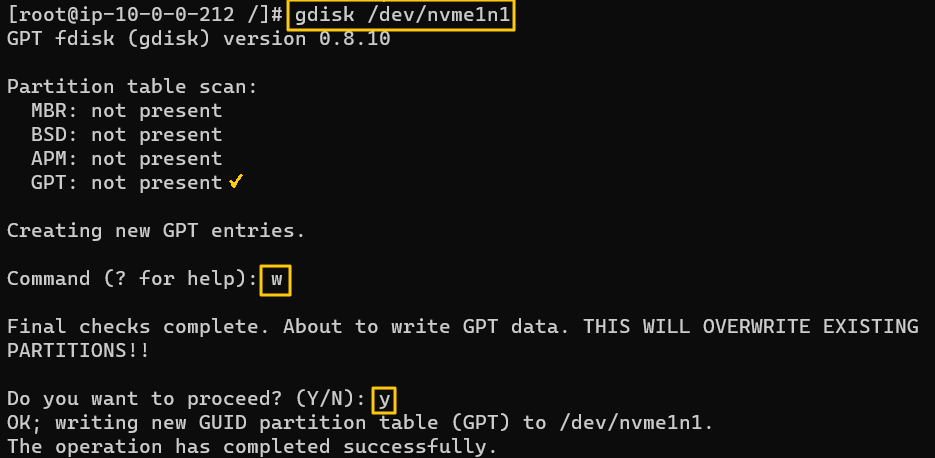 [root@ip-10-0-0-212 /]# gdisk /dev/nvme1n1
GPT fdisk (gdisk) version 0.8.10
Partition table scan:
  MBR: not present
  BSD: not present
  APM: not present
  GPT: not present ✓
Creating new GPT entries.
Command (? for help): w
Final checks complete. About to write GPT data. THIS WILL OVERWRITE EXISTING
PARTITIONS!!
Do you want to proceed? (Y/N): y
OK; writing new GUID partition table (GPT) to /dev/nvme1n1.
The operation has completed successfully.